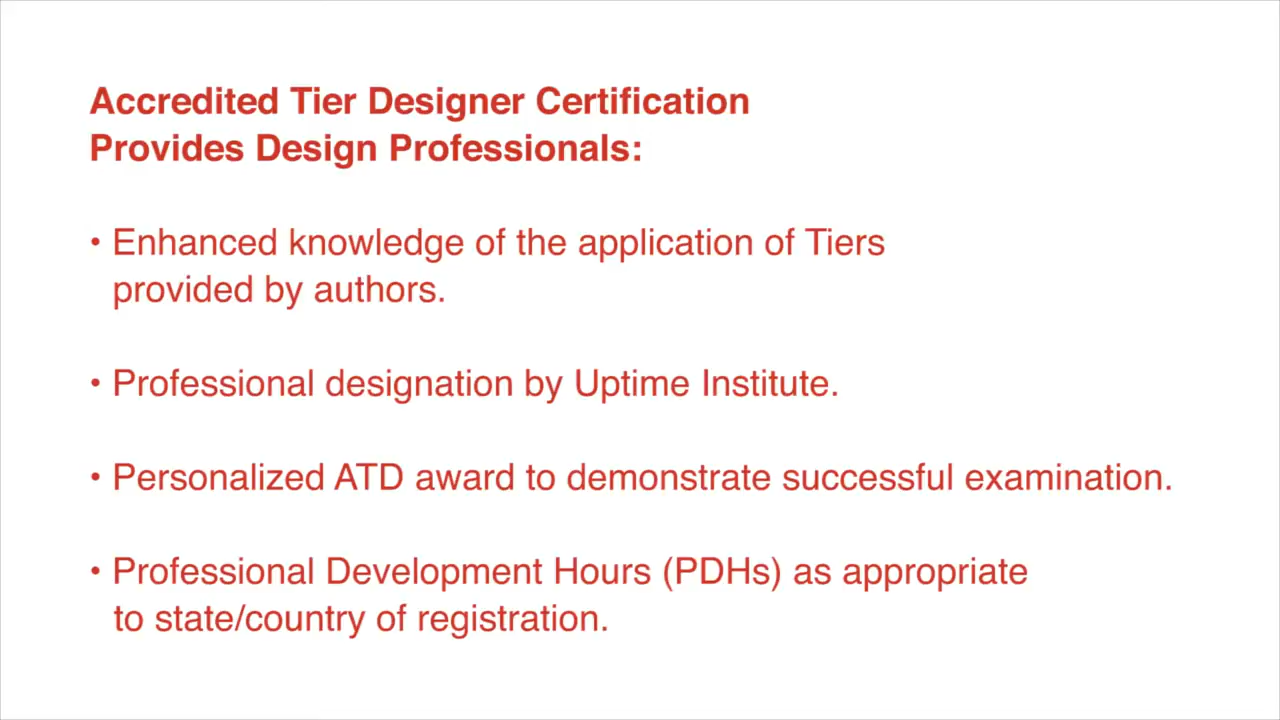 Accredited Tier Designer Certification
Provides Design Professionals:
• Enhanced knowledge of the application of Tiers
provided by authors.
• Professional designation by Uptime Institute.
• Personalized ATD award to demonstrate successful examination.
• Professional Development Hours (PDHs) as appropriate
to state/country of registration.